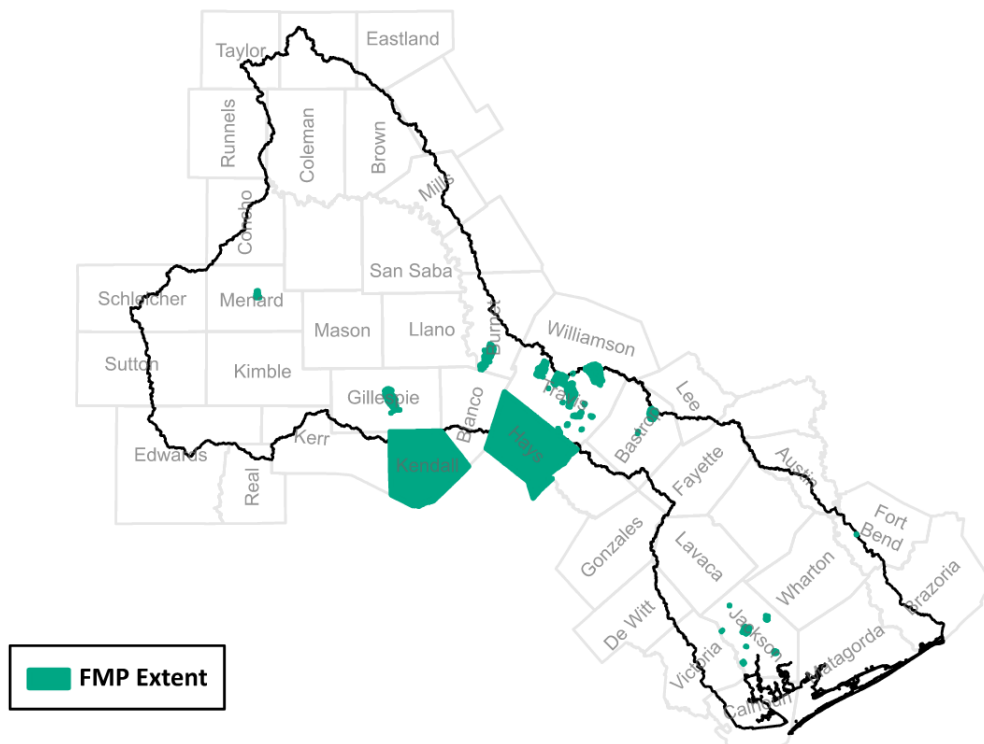 Taylor
Eastland
Runnels
Coleman
Brown
Mills
Concho
San Saba
Schleicher
Menard
Burnet
Mason
Llano
Williamson
Sutton
Kimble
Travis
Lee
Gillespie
Blanco
Bastrop
Hays
Kerr
Edwards
Kendall
Fayette
Austin
Real
Fort
Bend
Gonzales
Lavaca
Wharton
Brazoria
De Witt
Jackson
Victoria
Matagorda
Calhoun
FMP Extent